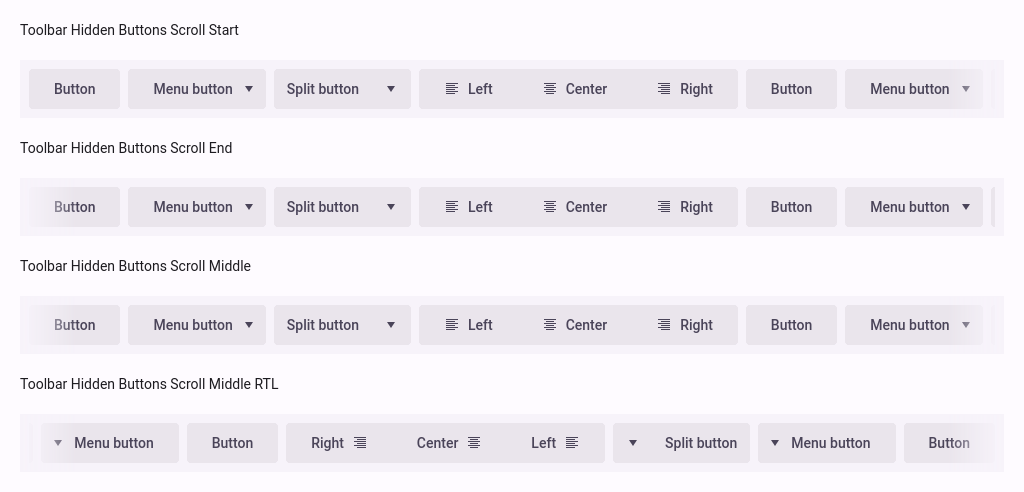 Toolbar Hidden Buttons Scroll Start
Button Menu button Split button Left Center Right Button Menu button
Toolbar Hidden Buttons Scroll End
Button Menu button Split button Left Center Right Button Menu button
Toolbar Hidden Buttons Scroll Middle
Button Menu button Split button Left Center Right Button Menu button
Toolbar Hidden Buttons Scroll Middle RTL
Menu button Button Right Center Left Split button Menu button Button